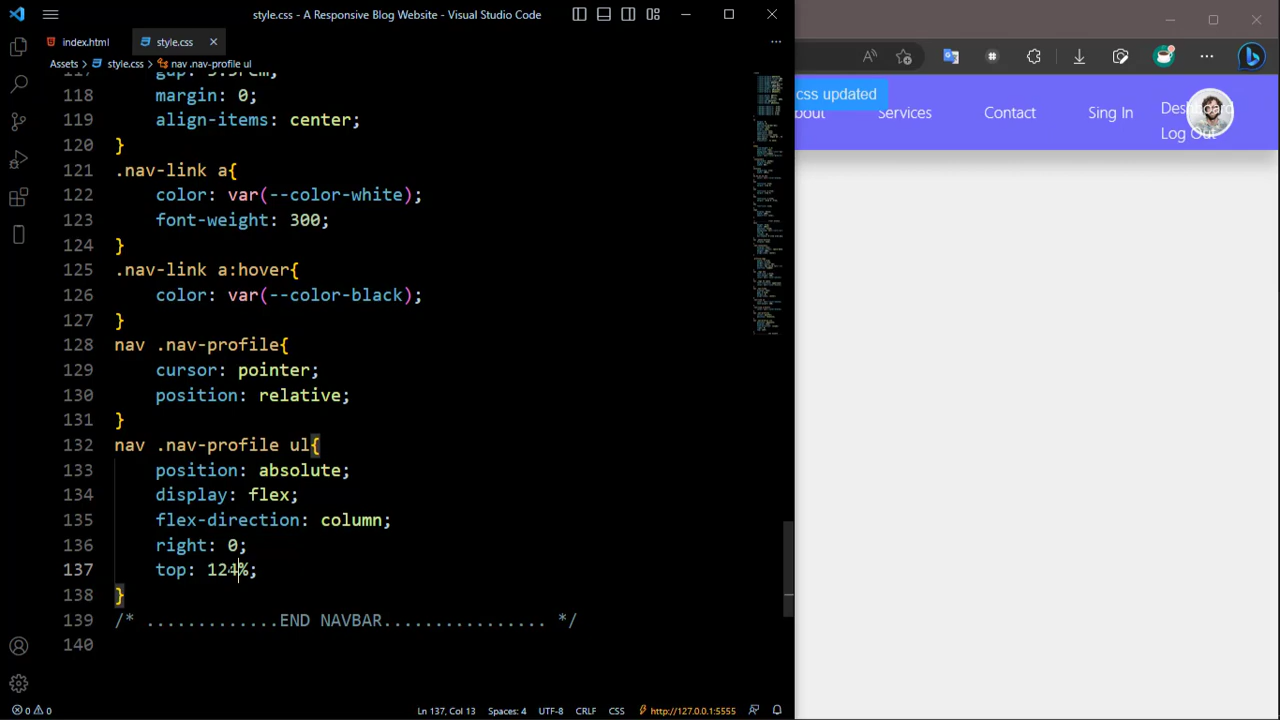 style.css - A Responsive Blog Website - Visual Studio Code
index.html
style.css
Assets > style.css > nav .nav-profile ul
118 margin: 0;
119 align-items: center;
120 }
121 .nav-link a{
122 color: var(--color-white);
123 font-weight: 300;
124 }
125 .nav-link a:hover{
126 color: var(--color-black);
127 }
128 nav .nav-profile{
129 cursor: pointer;
130 position: relative;
131 }
132 nav .nav-profile ul{
133 position: absolute;
134 display: flex;
135 flex-direction: column;
136 right: 0;
137 top: 124%;
138 }
139 /* .............END NAVBAR................ */
140
0 0
Ln 137, Col 13
Spaces: 4
UTF-8
CRLF
CSS
http://127.0.0.1:5555
css updated
bout
Services
Contact
Sing In
Deshboard
Log Out